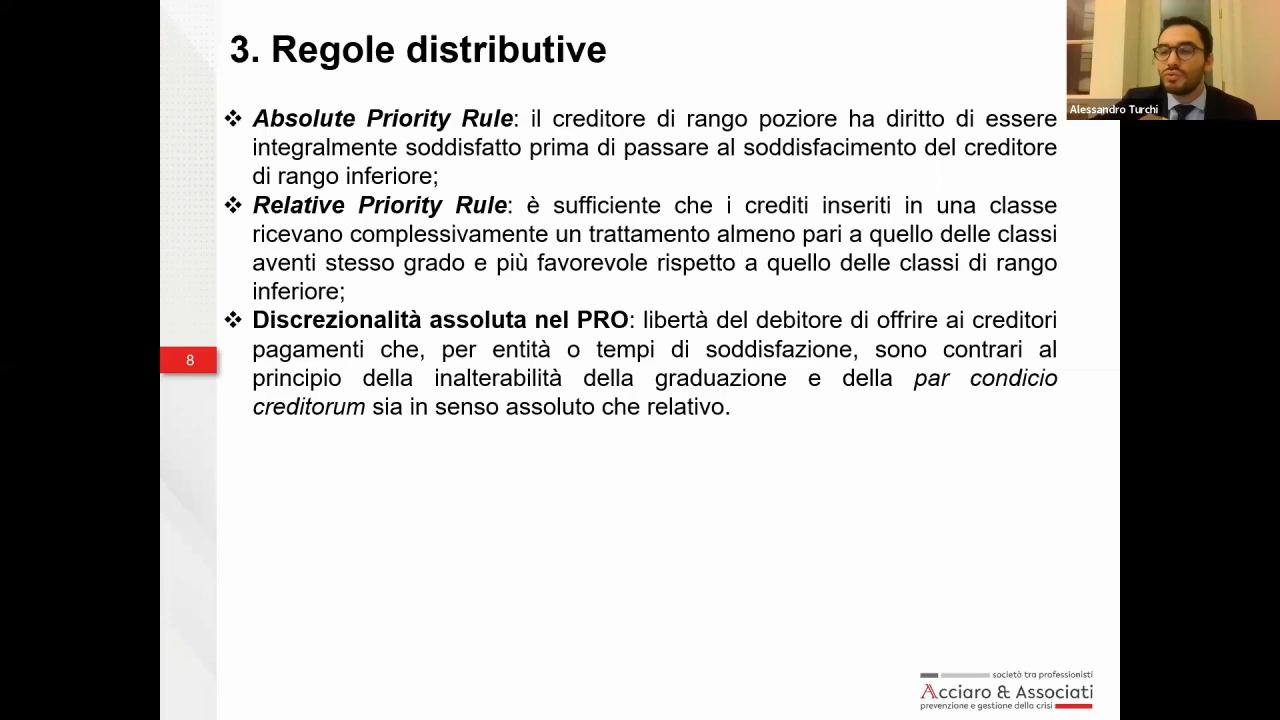 3. Regole distributive
Alessandro Turchi
❖ Absolute Priority Rule: il creditore di rango poziore ha diritto di essere
integralmente soddisfatto prima di passare al soddisfacimento del creditore
di rango inferiore;
❖ Relative Priority Rule: è sufficiente che i crediti inseriti in una classe
ricevano complessivamente un trattamento almeno pari a quello delle classi
aventi stesso grado e più favorevole rispetto a quello delle classi di rango
inferiore;
❖ Discrezionalità assoluta nel PRO: libertà del debitore di offrire ai creditori
pagamenti che, per entità o tempi di soddisfazione, sono contrari al
principio della inalterabilità della graduazione e della par condicio
creditorum sia in senso assoluto che relativo.
8
società tra professionisti
Acciaro & Associati
prevenzione e gestione della crisi